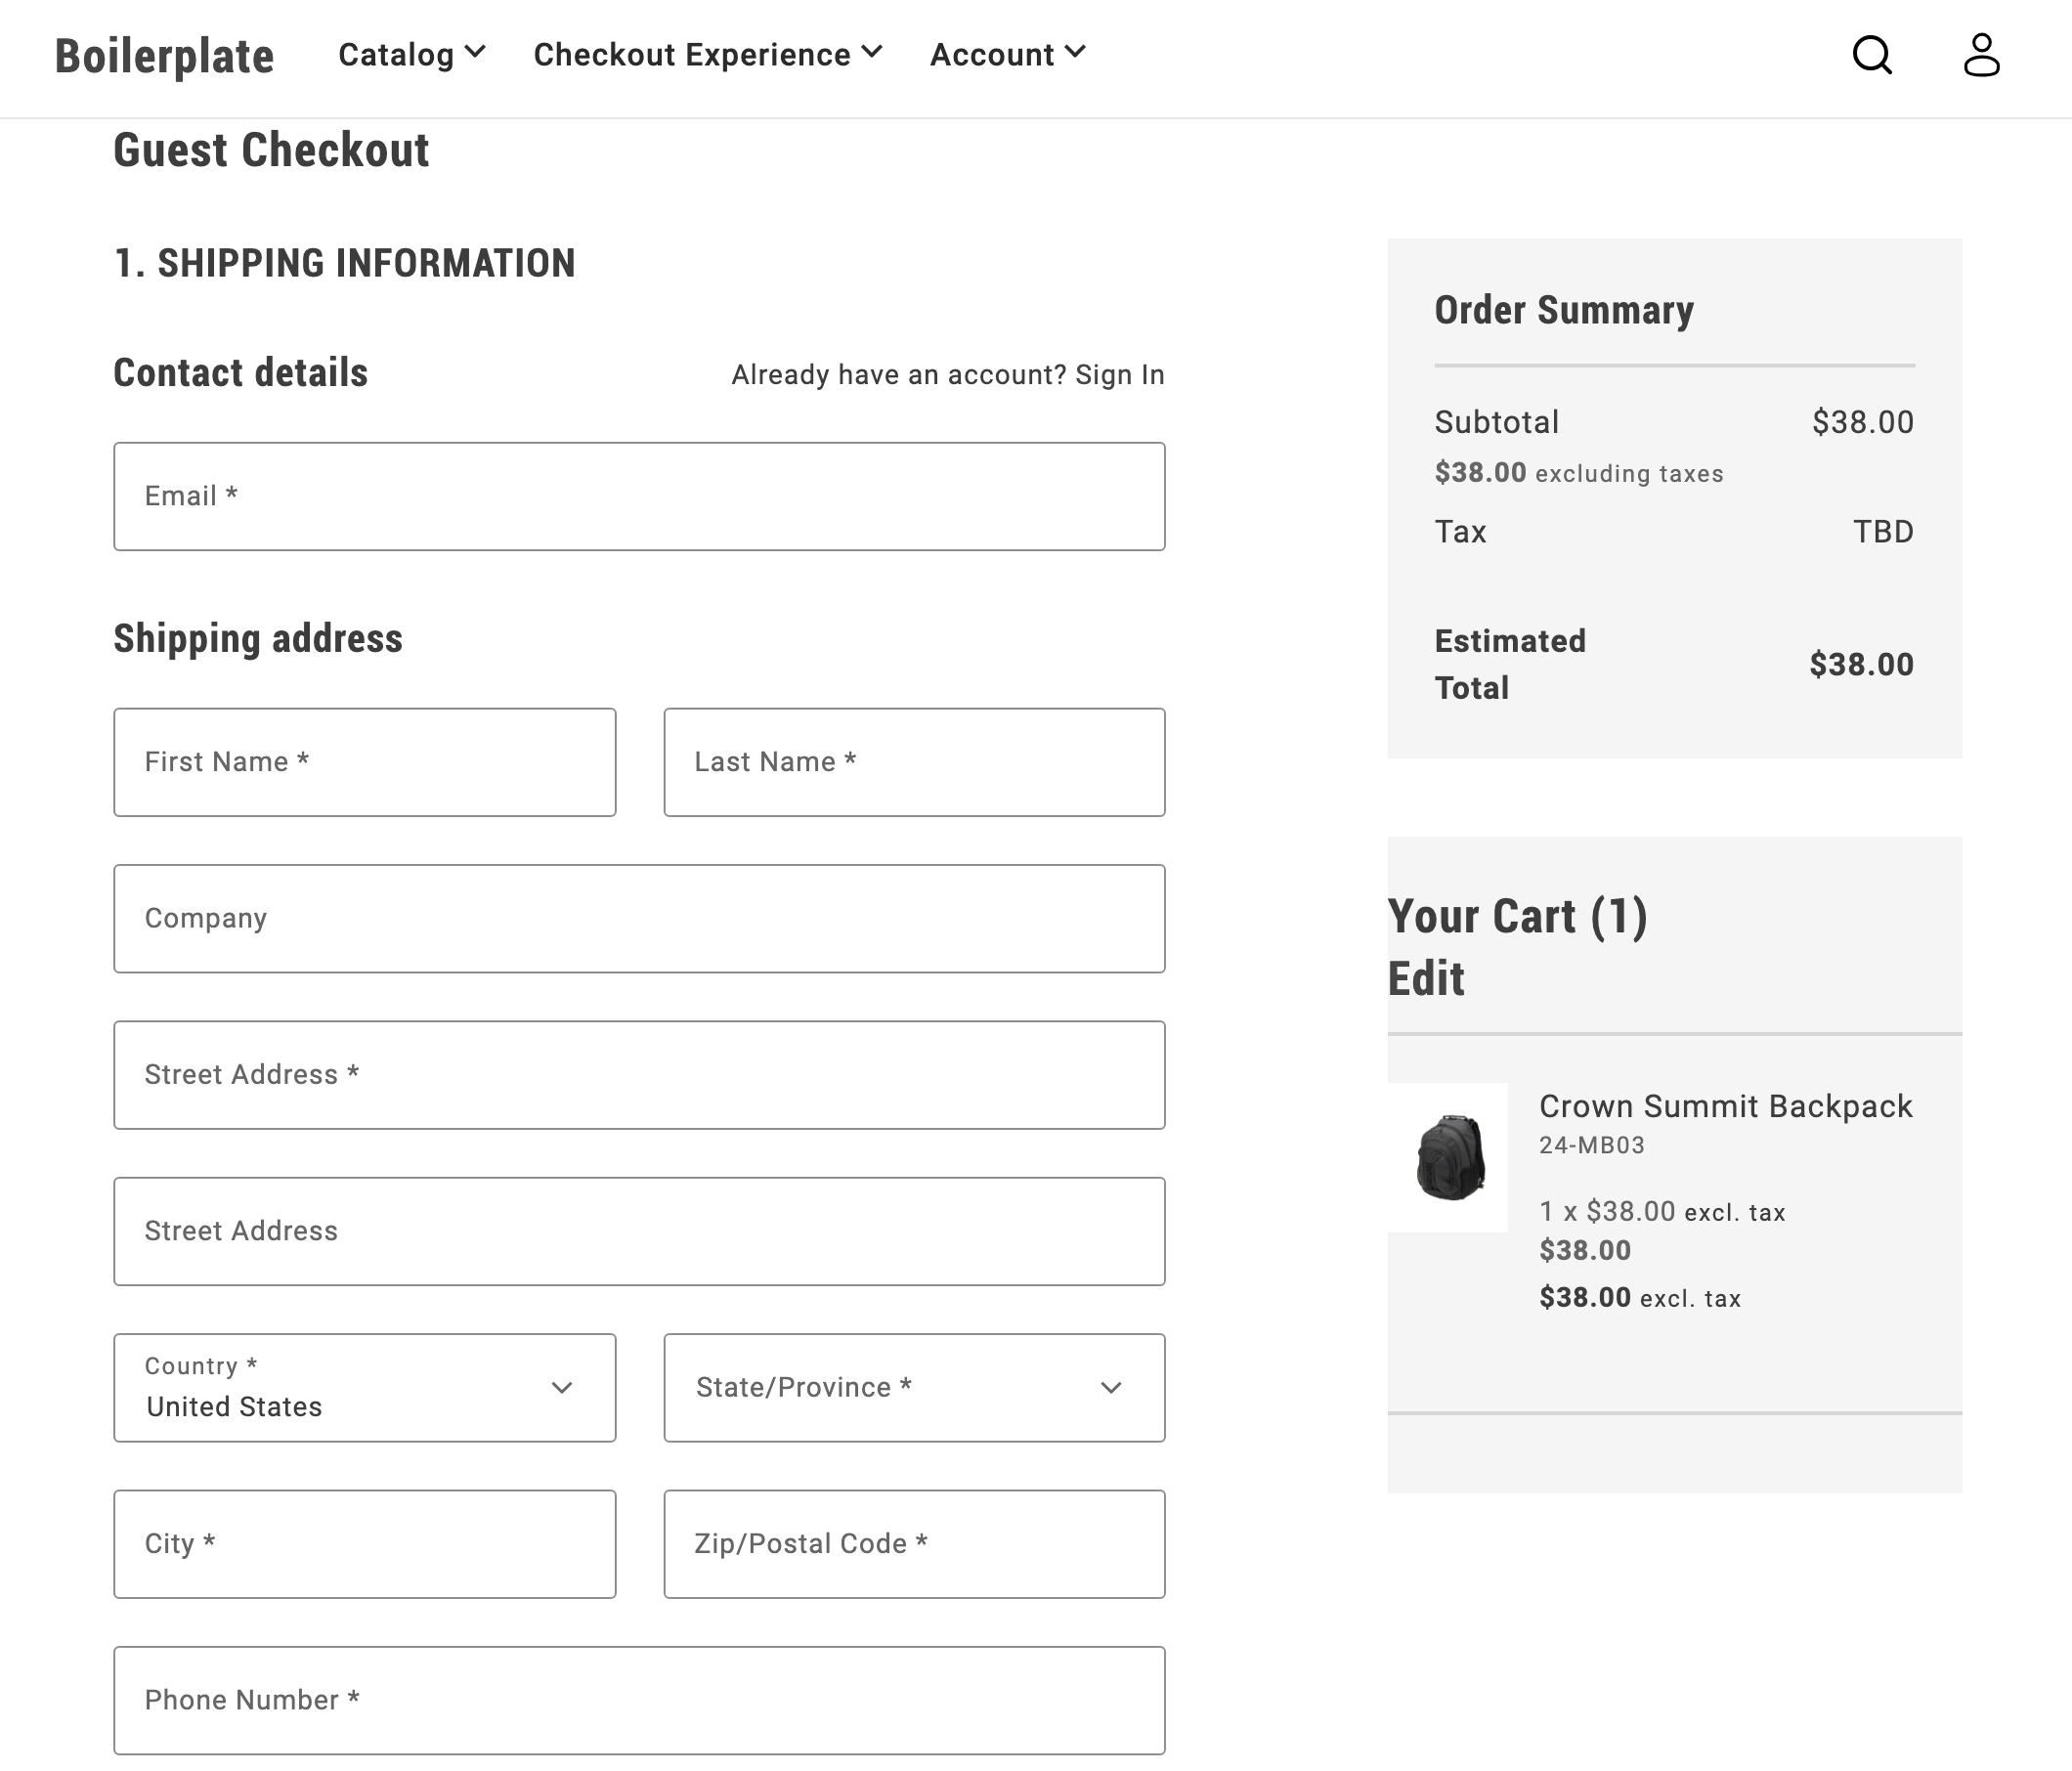 Boilerplate Catalog Checkout Experience Account
Guest Checkout
1. SHIPPING INFORMATION
Contact details Already have an account? Sign In
Email *
Shipping address
First Name * Last Name *
Company
Street Address *
Street Address
Country *
United States
State/Province *
City * Zip/Postal Code *
Phone Number *
Order Summary
Subtotal $38.00
$38.00 excluding taxes
Tax TBD
Estimated
Total
$38.00
Your Cart (1)
Edit
Crown Summit Backpack
24-MB03
1 x $38.00 excl. tax
$38.00
$38.00 excl. tax